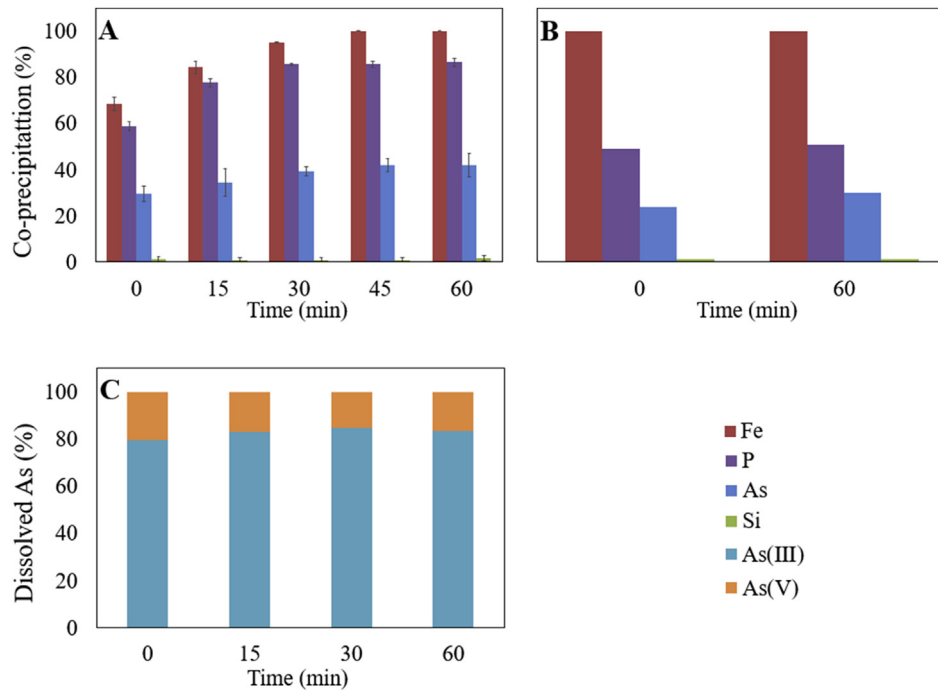 A
Co-precipitattion (%)
100
80
60
40
20
0
0 15 30 45 60
Time (min)
B
0 60
Time (min)
C
Dissolved As (%)
100
80
60
40
20
0
0 15 30 60
Time (min)
Fe
P
As
Si
As(III)
As(V)